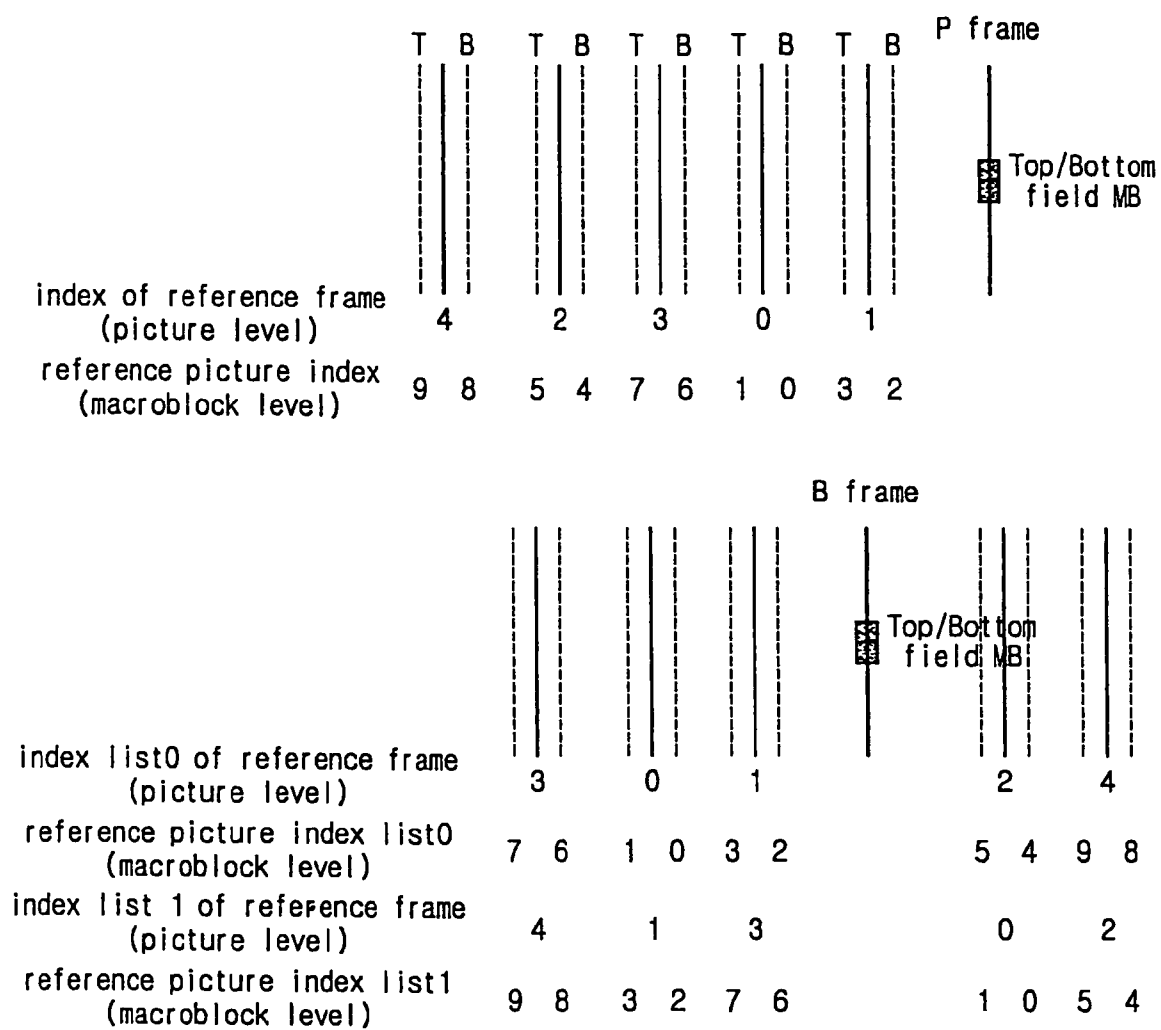 P frame
T B T B T B T B T B
Top/Bottom
field MB
index of reference frame
(picture level)
4 2 3 0 1
reference picture index
(macroblock level)
9 8 5 4 7 6 1 0 3 2
B frame
Top/Bottom
field MB
index list0 of reference frame
(picture level)
3 0 1 2 4
reference picture index list0
(macroblock level)
7 6 1 0 3 2 5 4 9 8
index list 1 of reference frame
(picture level)
4 1 3 0 2
reference picture index list1
(macroblock level)
9 8 3 2 7 6 1 0 5 4